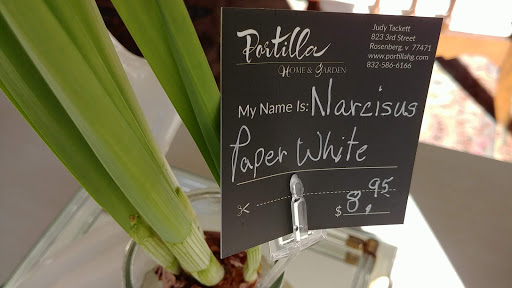 Portilla
HOME & GARDEN
Judy Tackett
823 3rd Street
Rosenberg, v 77471
www.portillahg.com
832-586-6166
My Name Is: Narcisus
Paper White
$ 8.95